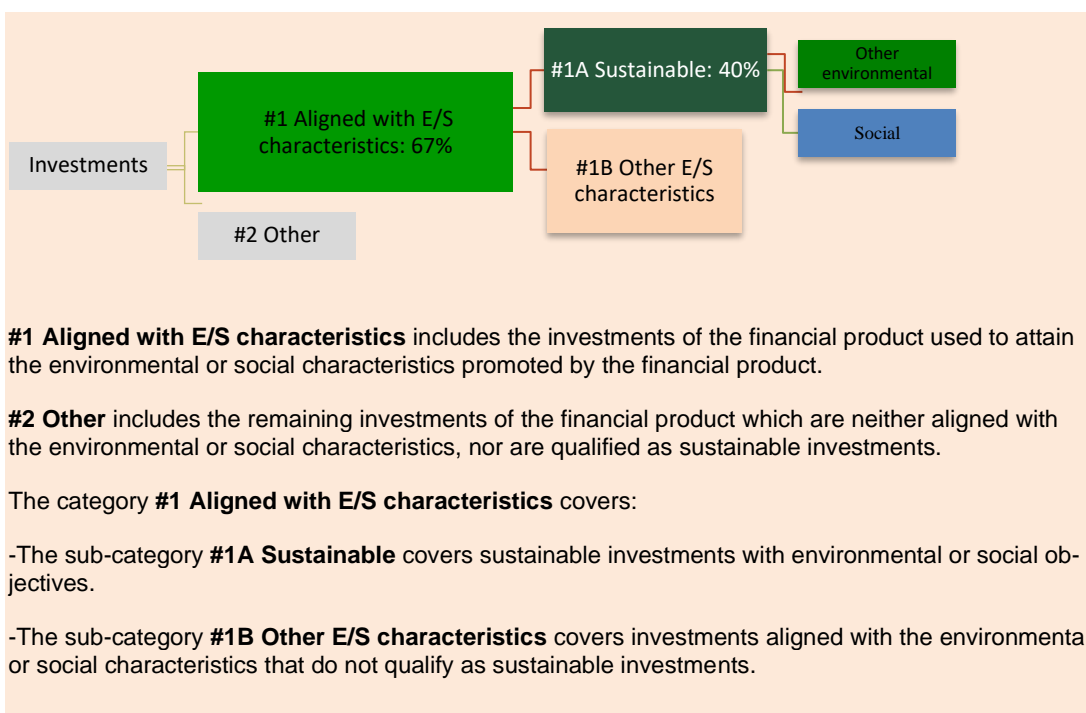 #1A Sustainable: 40%
Other
environmental
#1 Aligned with E/S
characteristics: 67%
Social
Investments
#1B Other E/S
characteristics
#2 Other
#1 Aligned with E/S characteristics includes the investments of the financial product used to attain
the environmental or social characteristics promoted by the financial product.
#2 Other includes the remaining investments of the financial product which are neither aligned with
the environmental or social characteristics, nor are qualified as sustainable investments.
The category #1 Aligned with E/S characteristics covers:
-The sub-category #1A Sustainable covers sustainable investments with environmental or social ob-
jectives.
-The sub-category #1B Other E/S characteristics covers investments aligned with the environmenta
or social characteristics that do not qualify as sustainable investments.